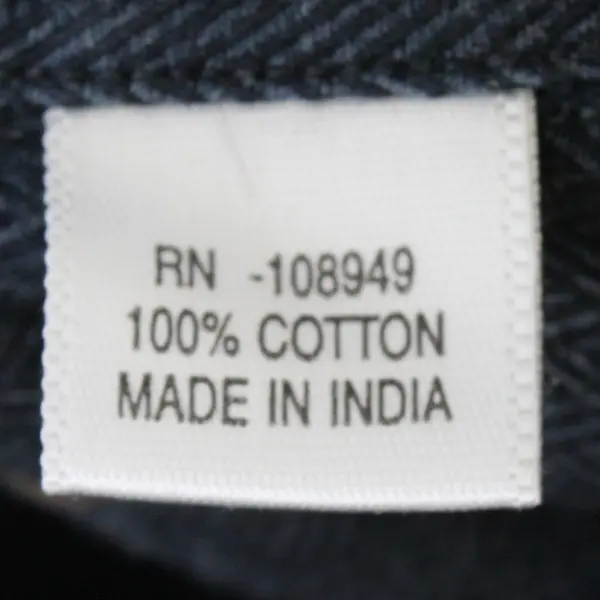 RN -108949
100% COTTON
MADE IN INDIA